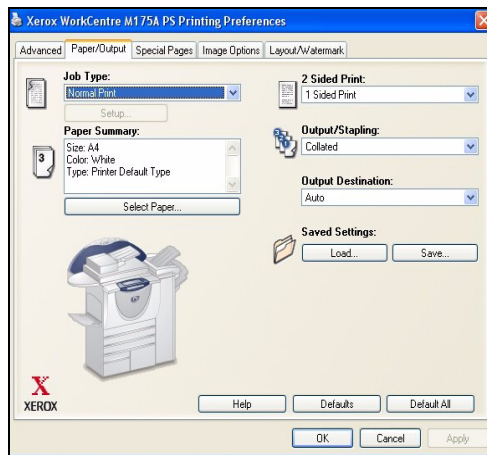 Xerox WorkCentre M175A PS Printing Preferences
Advanced Paper/Output Special Pages Image Options Layout/Watermark
Job Type:
Normal Print
Setup...
Paper Summary:
Size: A4
Color: White
Type: Printer Default Type
3
Select Paper...
2 Sided Print:
1 Sided Print
Output/Stapling:
Collated
Output Destination:
Auto
Saved Settings:
Load... Save...
X
XEROX
Help Defaults Default All
OK Cancel Apply